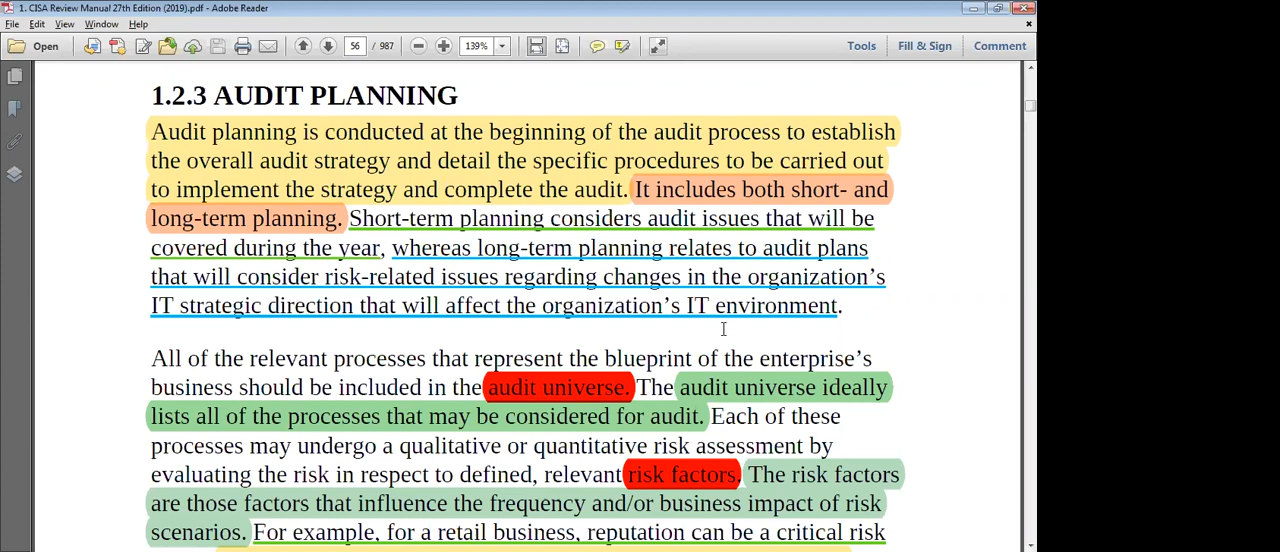 1. CISA Review Manual 27th Edition (2019).pdf - Adobe Reader
File Edit View Window Help
Open 56 / 987 139% Tools Fill & Sign Comment
1.2.3 AUDIT PLANNING
Audit planning is conducted at the beginning of the audit process to establish
the overall audit strategy and detail the specific procedures to be carried out
to implement the strategy and complete the audit. It includes both short- and
long-term planning. Short-term planning considers audit issues that will be
covered during the year, whereas long-term planning relates to audit plans
that will consider risk-related issues regarding changes in the organization’s
IT strategic direction that will affect the organization’s IT environment.
All of the relevant processes that represent the blueprint of the enterprise’s
business should be included in the audit universe. The audit universe ideally
lists all of the processes that may be considered for audit. Each of these
processes may undergo a qualitative or quantitative risk assessment by
evaluating the risk in respect to defined, relevant risk factors. The risk factors
are those factors that influence the frequency and/or business impact of risk
scenarios. For example, for a retail business, reputation can be a critical risk